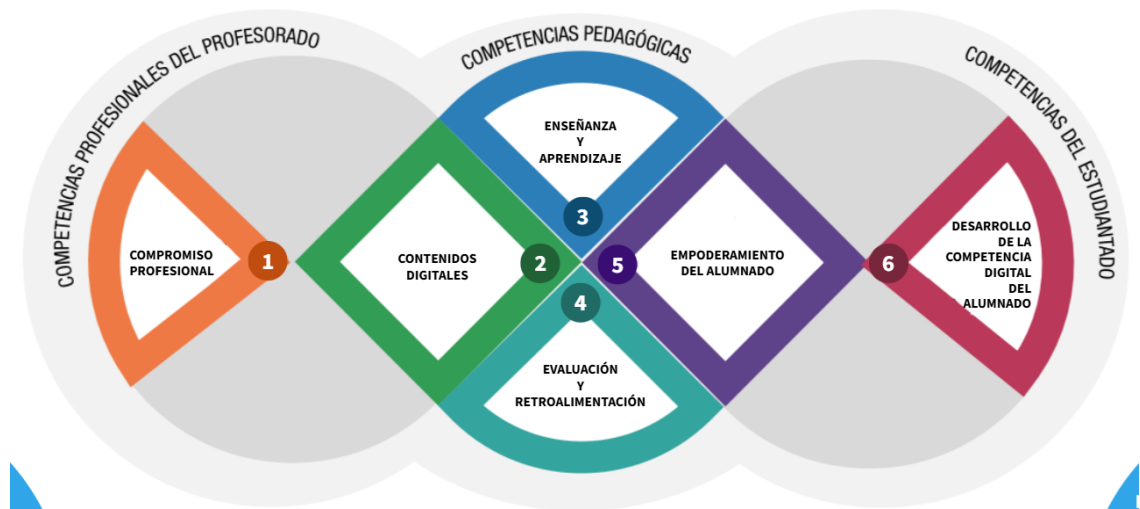 COMPETENCIAS PROFESIONALES DEL PROFESORADO
COMPETENCIAS PEDAGÓGICAS
COMPETENCIAS DEL ESTUDIANTADO
COMPROMISO
PROFESIONAL
1
CONTENIDOS
DIGITALES
2
ENSEÑANZA
Y
APRENDIZAJE
3
EVALUACIÓN
Y
RETROALIMENTACIÓN
4
EMPODERAMIENTO
DEL ALUMNADO
5
DESARROLLO
DE LA
COMPETENCIA
DIGITAL
DEL
ALUMNADO
6